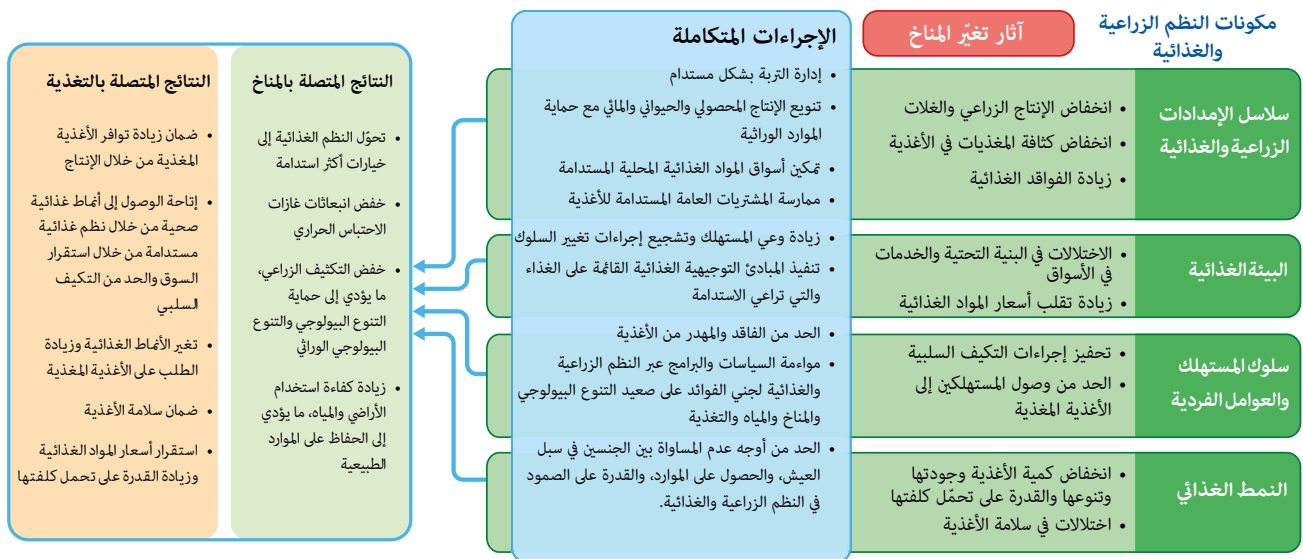 مكونات النظم الزراعية
والغذائية
آثار تغيّر المناخ
الإجراءات المتكاملة
سلاسل الإمدادات
الزراعية والغذائية
• انخفاض الإنتاج الزراعي والغلات
• انخفاض كثافة المغذيات في الأغذية
• زيادة الفواقد الغذائية
• إدارة التربة بشكل مستدام
• تنويع الإنتاج المحصولي والحيواني والمائي مع حماية
الموارد الوراثية
• تمكين أسواق المواد الغذائية المحلية المستدامة
• ممارسة المشتريات العامة المستدامة للأغذية
البيئة الغذائية
• الاختلالات في البنية التحتية والخدمات
في الأسواق
• زيادة تقلب أسعار المواد الغذائية
• زيادة وعي المستهلك وتشجيع إجراءات تغيير السلوك
• تنفيذ المبادئ التوجيهية الغذائية القائمة على الغذاء
والتي تراعي الاستدامة
سلوك المستهلك
والعوامل الفردية
• تحفيز إجراءات التكيف السلبية
• الحد من وصول المستهلكين إلى
الأغذية المغذية
• الحد من الفاقد والمهدر من الأغذية
• مواءمة السياسات والبرامج عبر النظم الزراعية
والغذائية لجني الفوائد على صعيد التنوع البيولوجي
والمناخ والمياه والتغذية
النمط الغذائي
• انخفاض كمية الأغذية وجودتها
وتنوعها والقدرة على تحمّل كلفتها
• اختلالات في سلامة الأغذية
• الحد من أوجه عدم المساواة بين الجنسين في سبل
العيش، والحصول على الموارد، والقدرة على الصمود
في النظم الزراعية والغذائية.
النتائج المتصلة بالمناخ
• تحوّل النظم الغذائية إلى
خيارات أكثر استدامة
• خفض انبعاثات غازات
الاحتباس الحراري
• خفض التكثيف الزراعي،
ما يؤدي إلى حماية
التنوع البيولوجي والتنوع
البيولوجي الوراثي
• زيادة كفاءة استخدام
الأراضي والمياه، ما يؤدي
إلى الحفاظ على الموارد
الطبيعية
النتائج المتصلة بالتغذية
• ضمان زيادة توافر الأغذية
المغذية من خلال الإنتاج
• إتاحة الوصول إلى أنماط غذائية
صحية من خلال نظم غذائية
مستدامة من خلال استقرار
السوق والحد من التكيف
السلبي
• تغير الأنماط الغذائية وزيادة
الطلب على الأغذية المغذية
• ضمان سلامة الأغذية
• استقرار أسعار المواد الغذائية
وزيادة القدرة على تحمل كلفتها